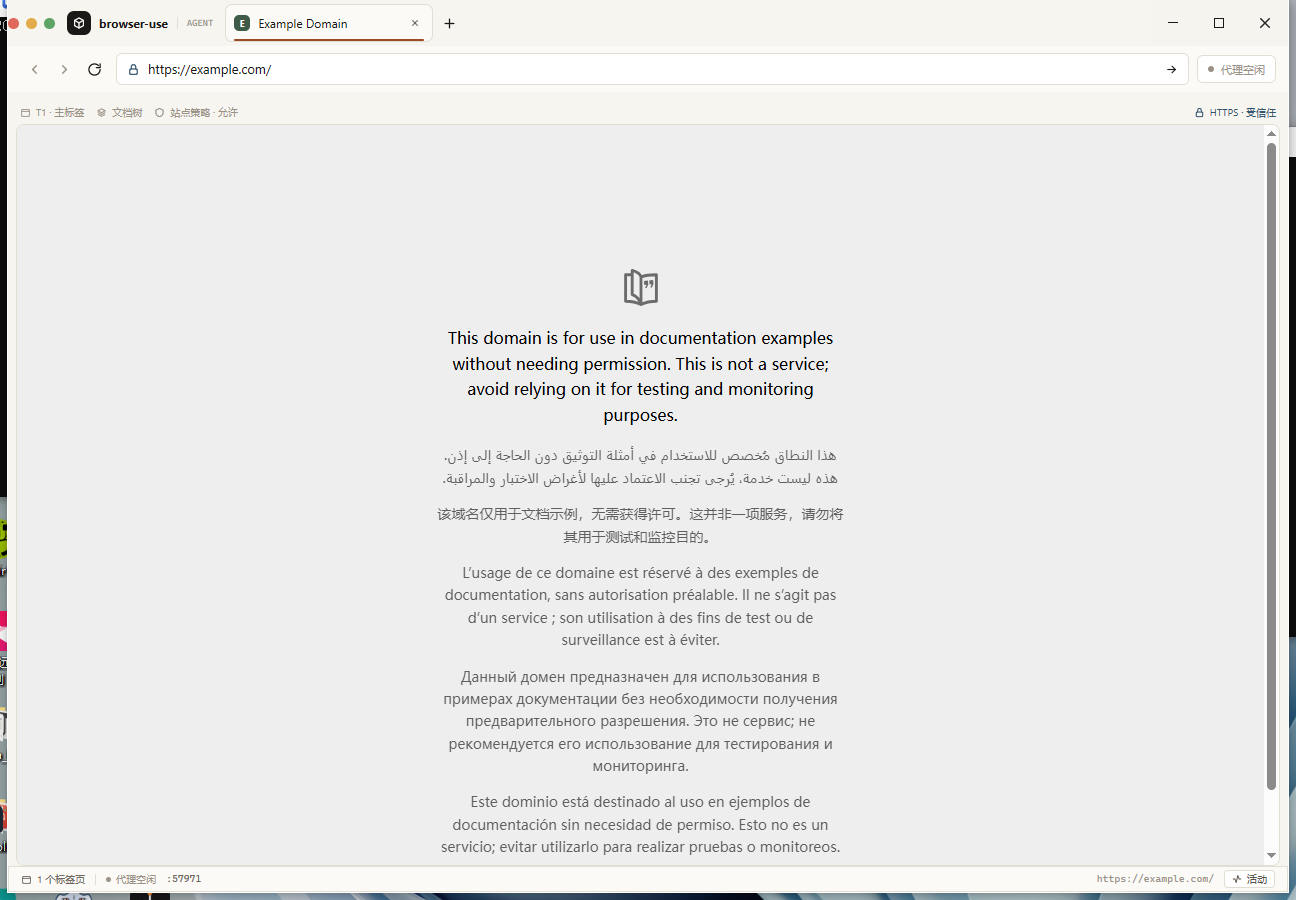 browser-use
AGENT
E
Example Domain
https://example.com/
代理空闲
T1 · 主标签
文档树
站点策略 · 允许
HTTPS · 受信任
This domain is for use in documentation examples
without needing permission. This is not a service;
avoid relying on it for testing and monitoring
purposes.
هذا النطاق مُخصص للاستخدام في أمثلة التوثيق دون الحاجة إلى إذن.
هذه ليست خدمة، يُرجى تجنب الاعتماد عليها لأغراض الاختبار والمراقبة.
该域名仅用于文档示例，无需获得许可。这并非一项服务，请勿将
其用于测试和监控目的。
L’usage de ce domaine est réservé à des exemples de
documentation, sans autorisation préalable. Il ne s’agit pas
d’un service ; son utilisation à des fins de test ou de
surveillance est à éviter.
Данный домен предназначен для использования в
примерах документации без необходимости получения
предварительного разрешения. Это не сервис; не
рекомендуется его использование для тестирования и
мониторинга.
Este dominio está destinado al uso en ejemplos de
documentación sin necesidad de permiso. Esto no es un
servicio; evitar utilizarlo para realizar pruebas o monitoreos.
1 个标签页
代理空闲
:57971
https://example.com/
活动